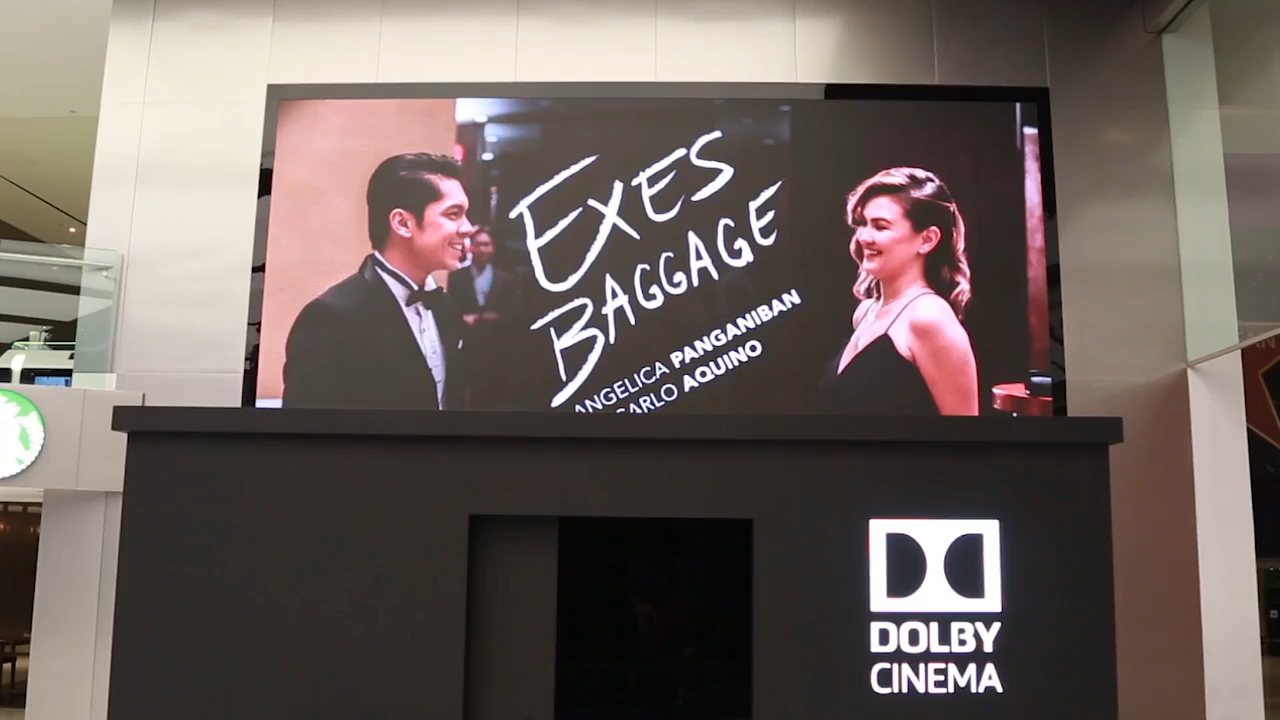 EXES
BAGGAGE
ANGELICA PANGANIBAN
CARLO AQUINO
DOLBY
CINEMA